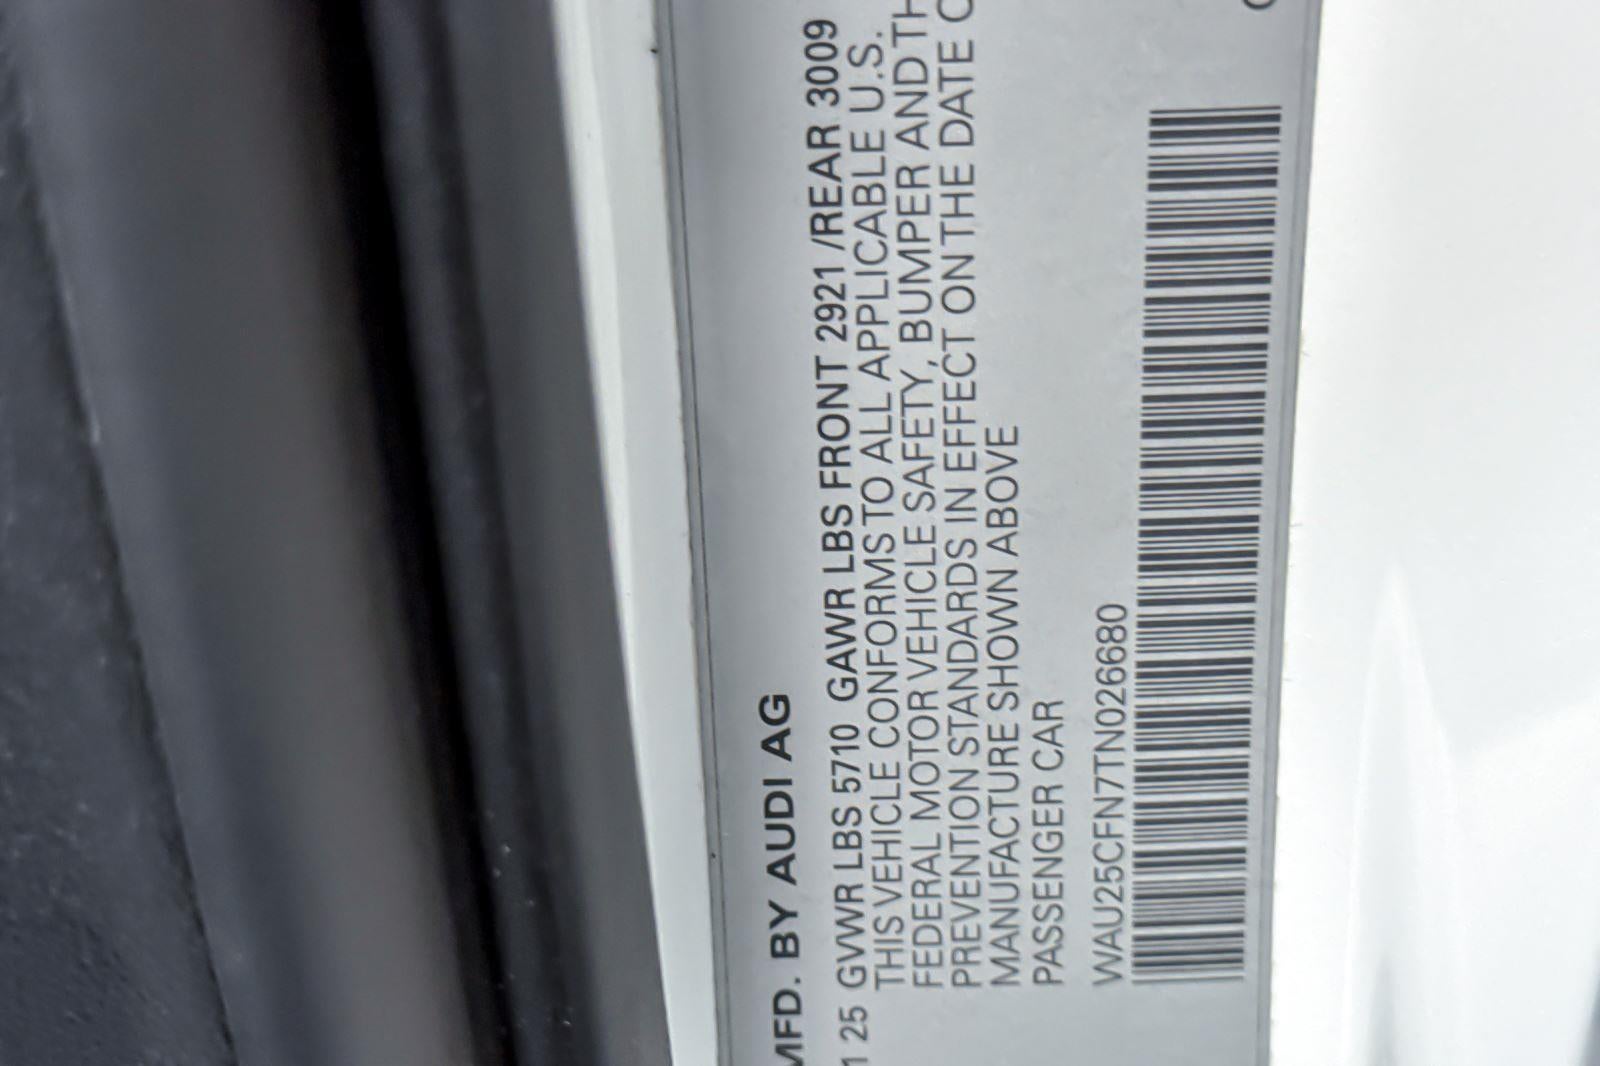 MFD. BY AUDI AG
1 25 GVWR LBS 5710 GAWR LBS FRONT 2921 /REAR 3009
THIS VEHICLE CONFORMS TO ALL APPLICABLE U.S.
FEDERAL MOTOR VEHICLE SAFETY, BUMPER AND TH
PREVENTION STANDARDS IN EFFECT ON THE DATE O
MANUFACTURE SHOWN ABOVE
PASSENGER CAR
WAU25CFN7TN026680